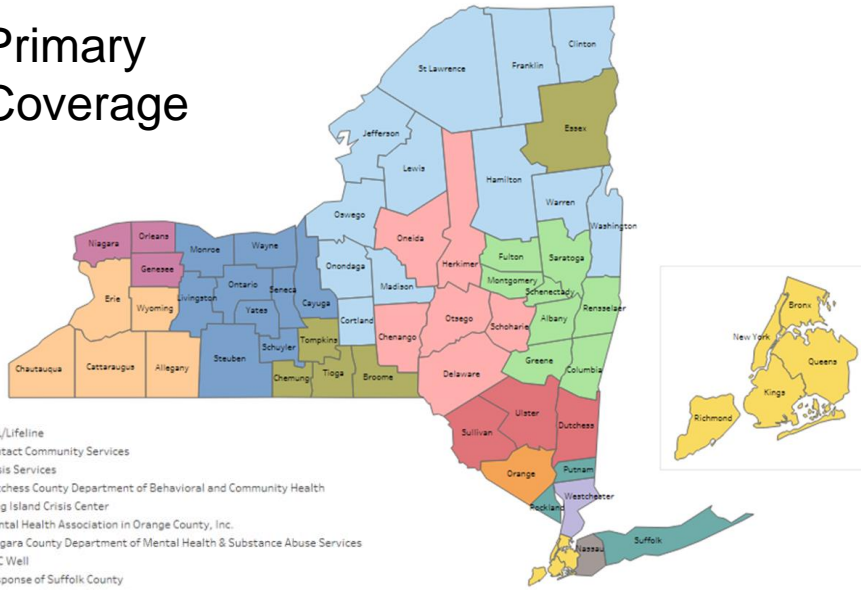 Primary
Coverage
Clinton
St Lawrence
Franklin
Essex
Jefferson
Lewis
Hamilton
Warren
Washington
Oswego
Oneida
Herkimer
Fulton
Saratoga
Montgomery
Schenectady
Niagara
Orleans
Genesee
Monroe
Wayne
Onondaga
Madison
Erie
Wyoming
Livingston
Ontario
Seneca
Yates
Cayuga
Cortland
Chenango
Otsego
Schoharie
Albany
Rensselaer
Chautauqua
Cattaraugus
Allegany
Steuben
Schuyler
Tompkins
Chemung
Tioga
Broome
Delaware
Greene
Columbia
Ulster
Sullivan
Dutchess
Orange
Putnam
Rockland
Westchester
Nassau
Suffolk
Bronx
New York
Queens
Kings
Richmond
/Lifeline
ntact Community Services
sis Services
tchess County Department of Behavioral and Community Health
g Island Crisis Center
ntal Health Association in Orange County, Inc.
gara County Department of Mental Health & Substance Abuse Services
C Well
sponse of Suffolk County